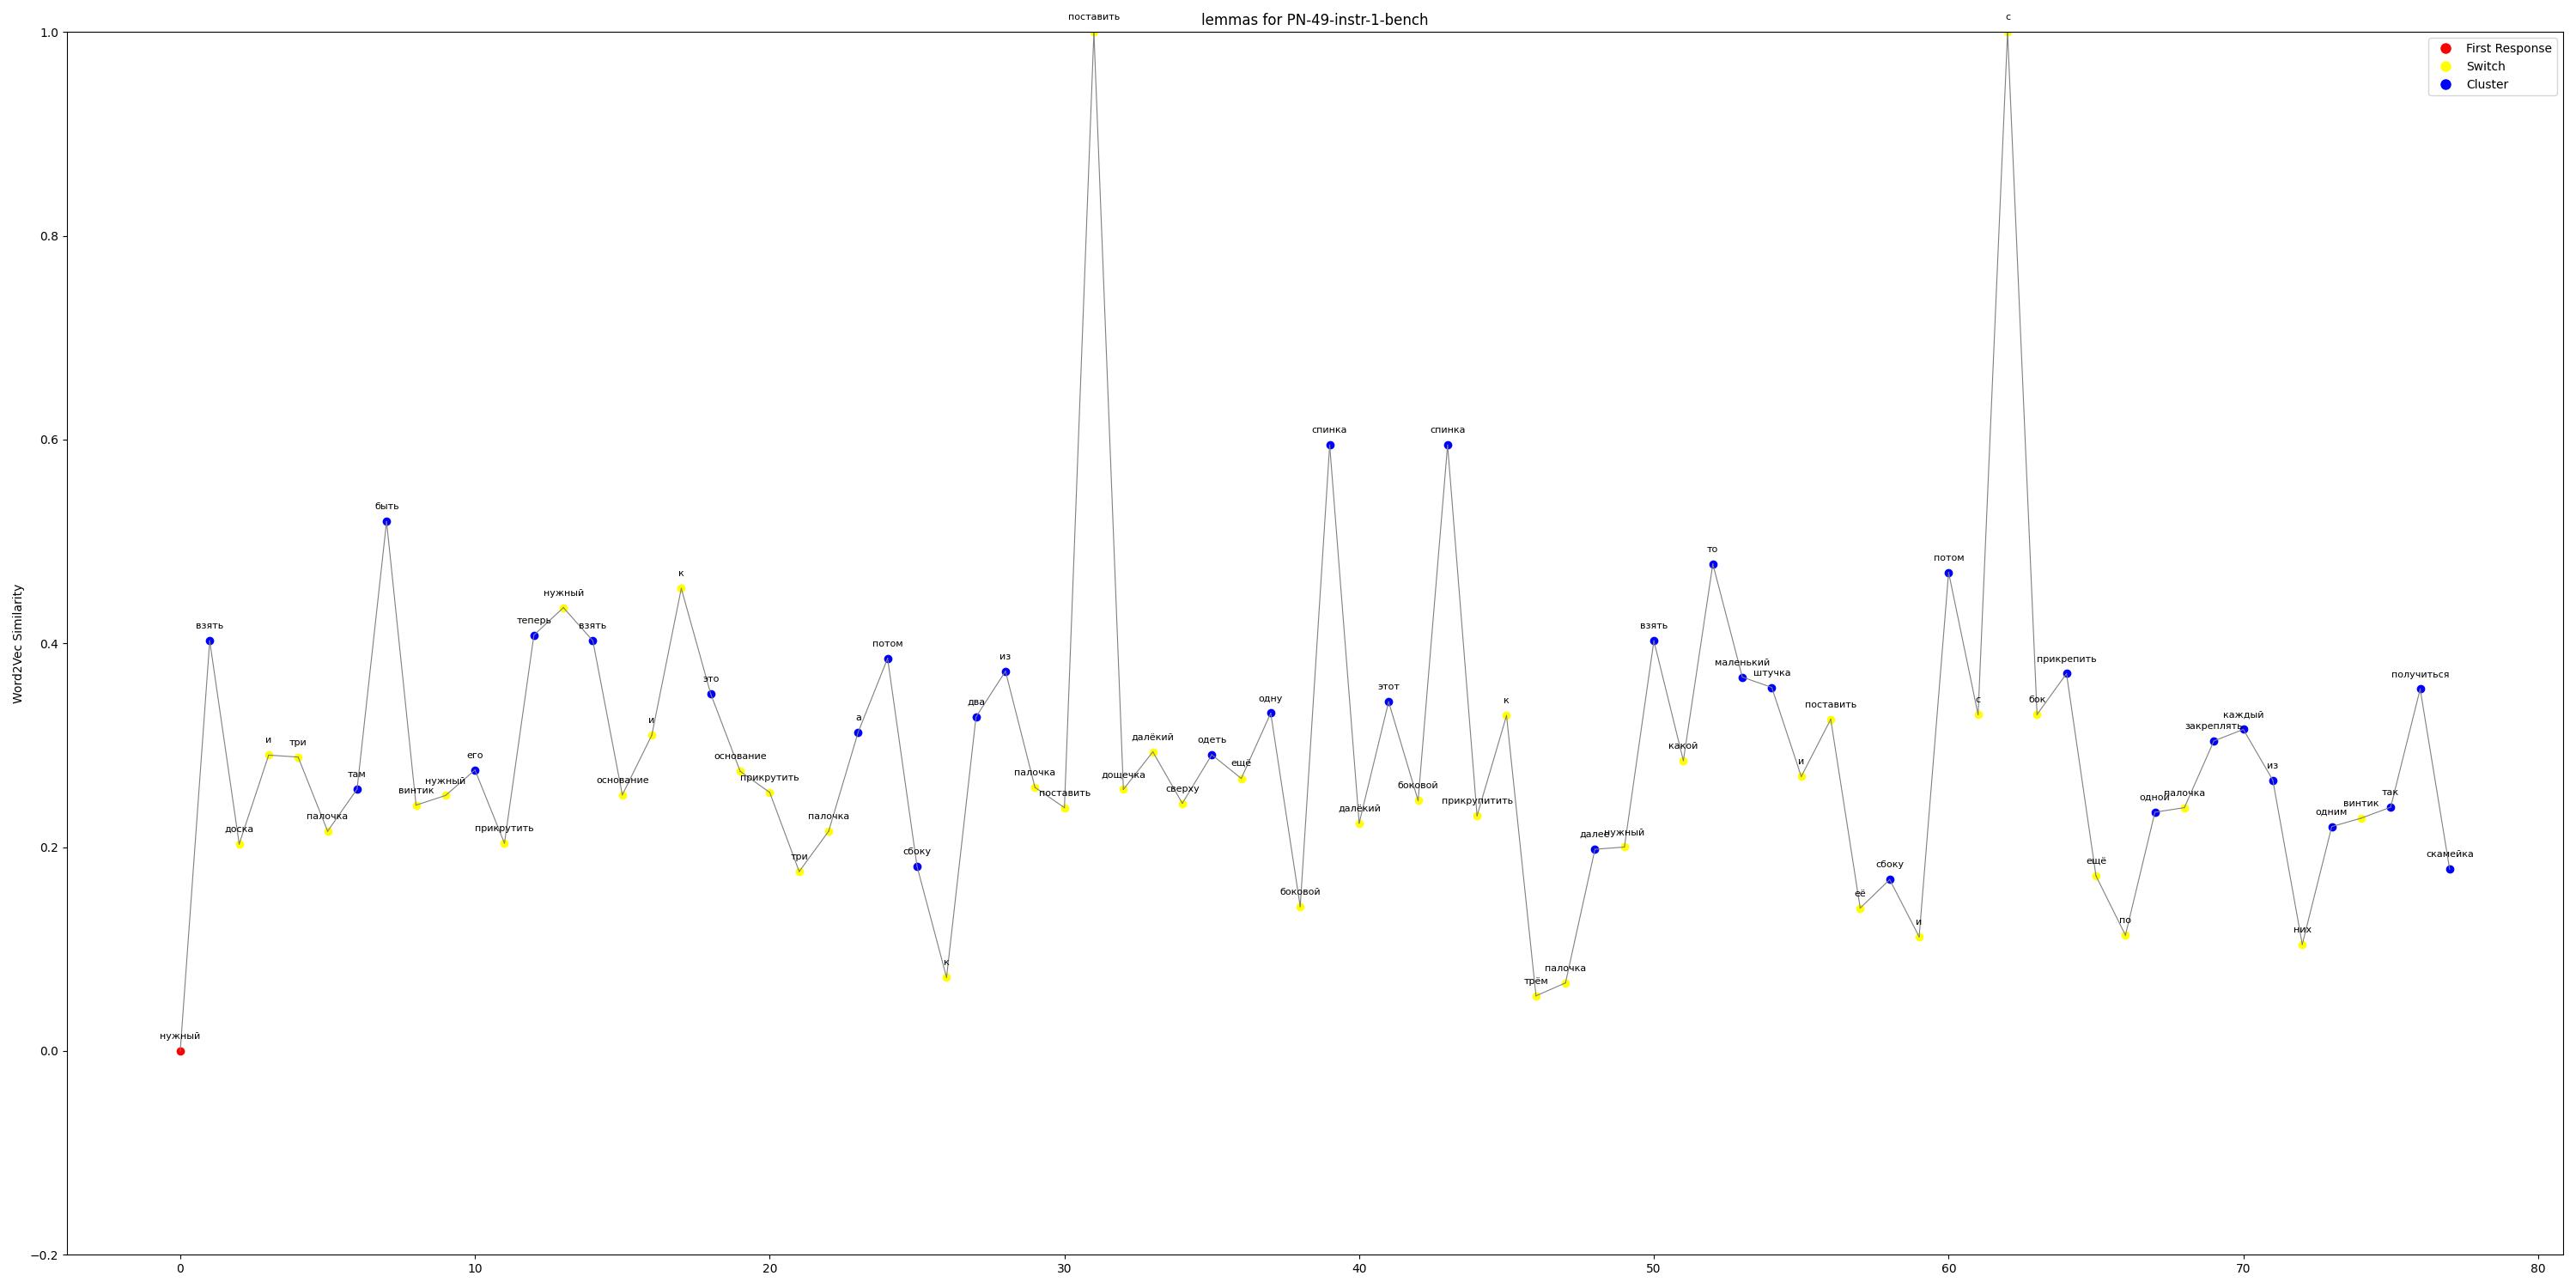 lemmas for PN-49-instr-1-bench
First Response
Switch
Cluster
Word2Vec Similarity
1.0
0.8
0.6
0.4
0.2
0.0
−0.2
0
10
20
30
40
50
60
70
80
нужный
взять
доска
и
три
палочка
там
быть
винтик
нужный
его
прикрутить
теперь
нужный
взять
основание
и
к
это
основание
прикрутить
три
палочка
а
потом
сбоку
к
два
из
палочка
поставить
поставить
дощечка
далёкий
сверху
одеть
ещё
одну
боковой
спинка
далёкий
этот
боковой
спинка
прикрупитить
к
трём
палочка
далее
нужный
взять
какой
то
маленький
штучка
и
поставить
её
сбоку
и
потом
с
с
бок
прикрепить
ещё
по
одной
палочка
закреплять
каждый
из
них
одним
винтик
так
получиться
скамейка